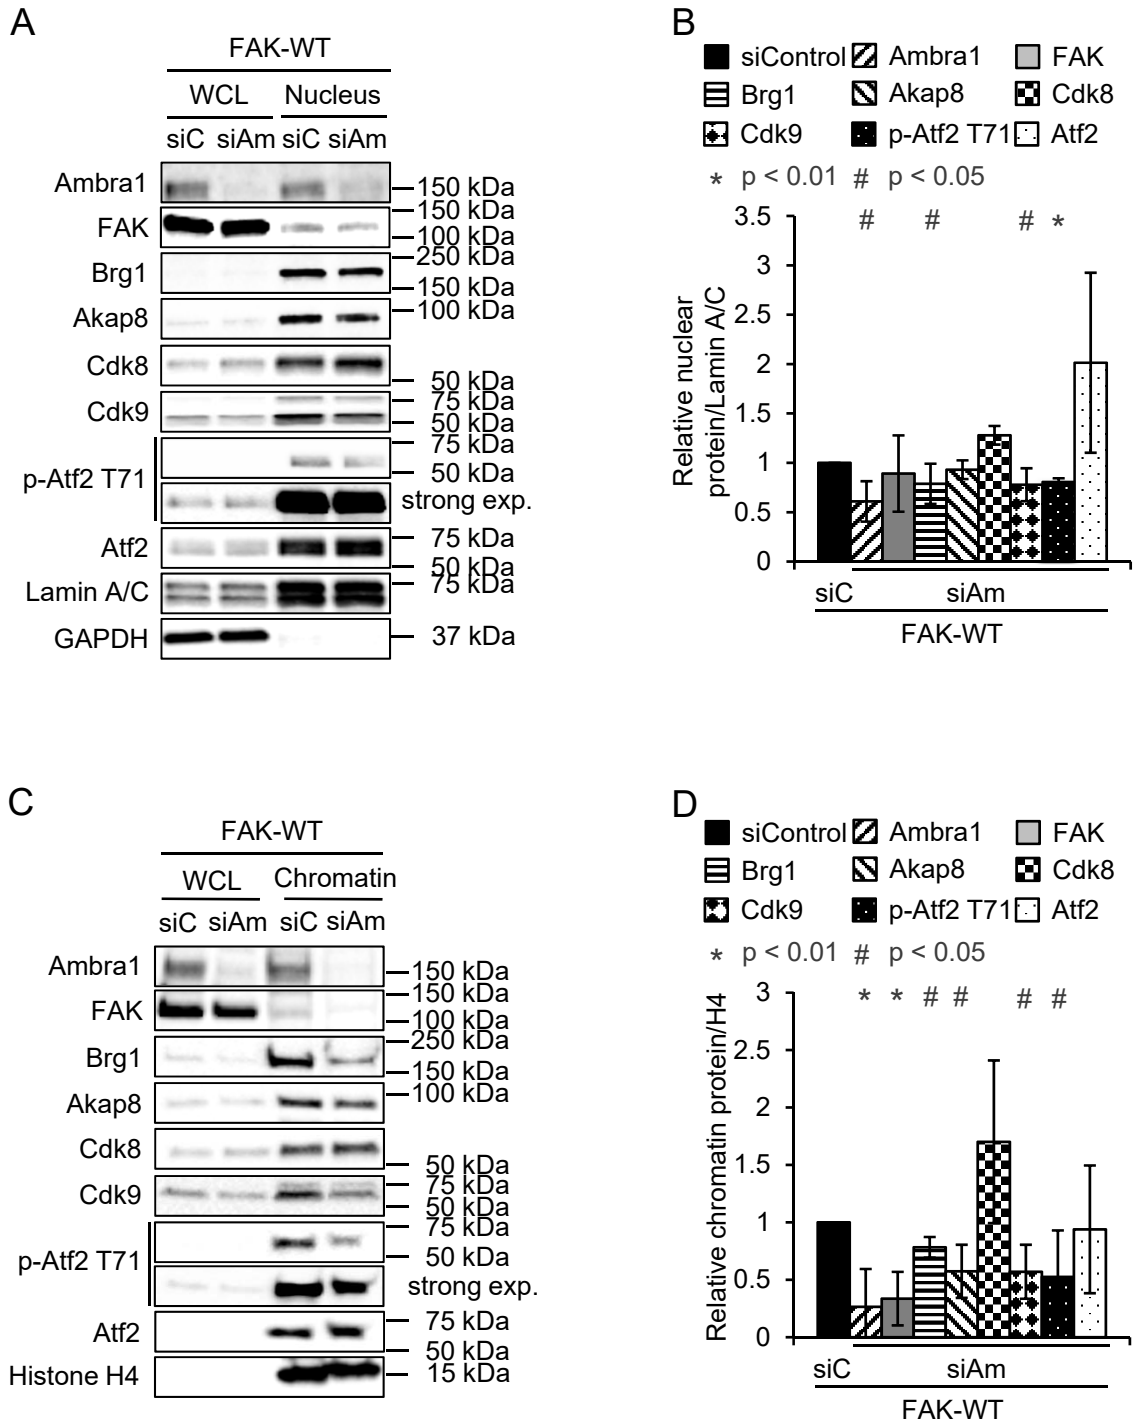 A
FAK-WT
WCL Nucleus
siC siAm siC siAm
Ambra1 150 kDa
FAK 150 kDa
100 kDa
Brg1 250 kDa
150 kDa
Akap8 100 kDa
Cdk8 50 kDa
Cdk9 75 kDa
50 kDa
p-Atf2 T71 75 kDa
50 kDa
strong exp.
Atf2 75 kDa
50 kDa
Lamin A/C 75 kDa
GAPDH 37 kDa
B
siControl Ambra1 FAK
Brg1 Akap8 Cdk8
Cdk9 p-Atf2 T71 Atf2
* p < 0.01 # p < 0.05
Relative nuclear
protein/Lamin A/C
3.5 # # # *
3
2.5
2
1.5
1
0.5
0
siC siAm
FAK-WT
C
FAK-WT
WCL Chromatin
siC siAm siC siAm
Ambra1 150 kDa
FAK 150 kDa
100 kDa
Brg1 250 kDa
150 kDa
Akap8 100 kDa
Cdk8 50 kDa
Cdk9 75 kDa
50 kDa
p-Atf2 T71 75 kDa
50 kDa
strong exp.
Atf2 75 kDa
50 kDa
Histone H4 15 kDa
D
siControl Ambra1 FAK
Brg1 Akap8 Cdk8
Cdk9 p-Atf2 T71 Atf2
* p < 0.01 # p < 0.05
Relative chromatin protein/H4
3 * * # # # #
2.5
2
1.5
1
0.5
0
siC siAm
FAK-WT